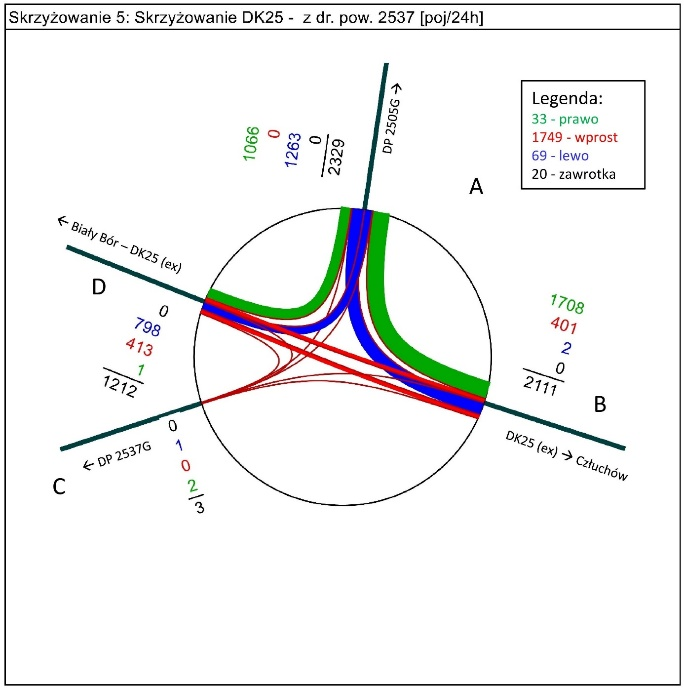 Skrzyżowanie 5: Skrzyżowanie DK25 - z dr. pow. 2537 [poj/24h]
Legenda:
33 - prawo
1749 - wprost
69 - lewo
20 - zawrotka
1066
0
1263
0
2329
DP 2505G →
A
← Biały Bór – DK25 (ex)
D
0
798
413
1
1212
1708
401
2
0
2111
B
DK25 (ex) → Człuchów
← DP 2537G
C
0
1
0
2
3